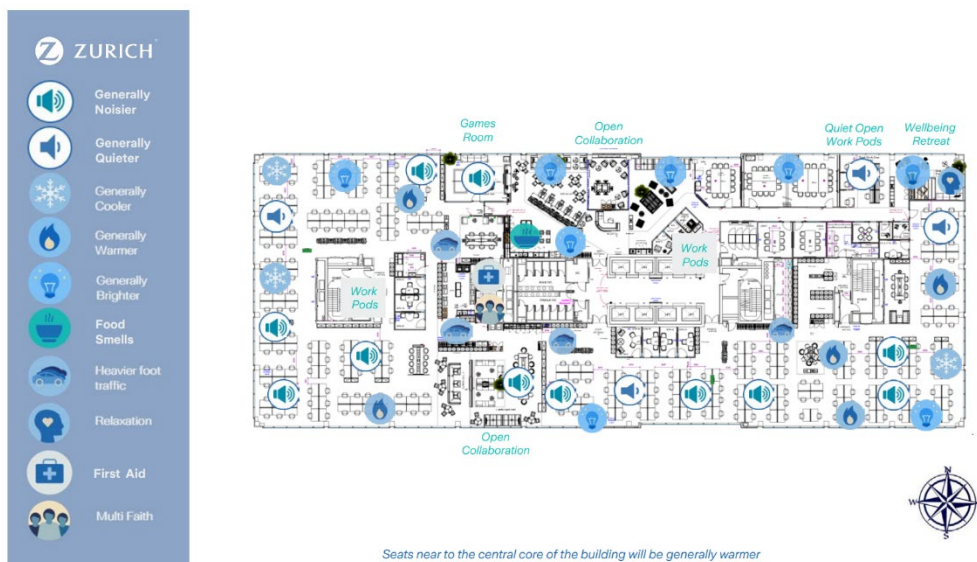 ZURICH
Generally
Noisier
Generally
Quieter
Generally
Cooler
Generally
Warmer
Generally
Brighter
Food
Smells
Heavier foot
traffic
Relaxation
First Aid
Multi Faith
Games
Room
Open
Collaboration
Quiet Open
Work Pods
Wellbeing
Retreat
Work
Pods
Work
Pods
Open
Collaboration
N
W
E
S
Seats near to the central core of the building will be generally warmer